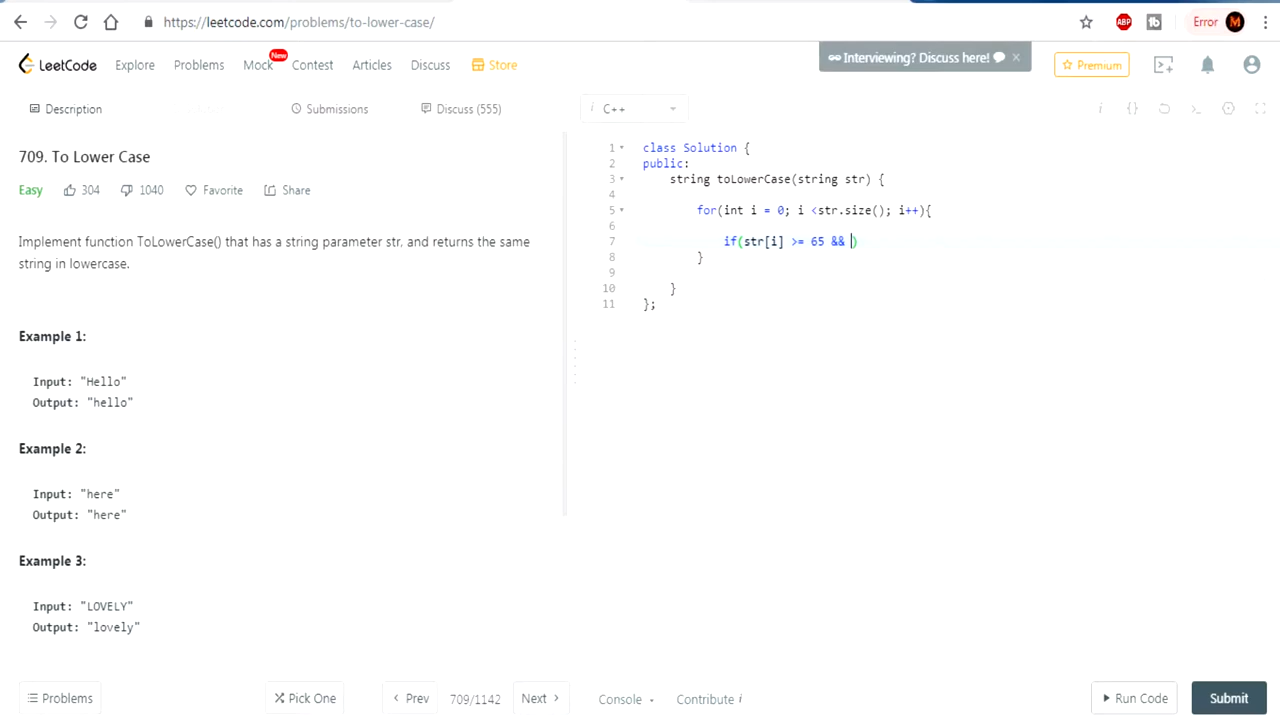 https://leetcode.com/problems/to-lower-case/
ABP
Error M
LeetCode Explore Problems Mock New Contest Articles Discuss Store
Interviewing? Discuss here!
Premium
Description Submissions Discuss (555)
i C++
709. To Lower Case
Easy 304 1040 Favorite Share
Implement function ToLowerCase() that has a string parameter str, and returns the same
string in lowercase.
Example 1:
Input: "Hello"
Output: "hello"
Example 2:
Input: "here"
Output: "here"
Example 3:
Input: "LOVELY"
Output: "lovely"
1 class Solution {
2 public:
3 string toLowerCase(string str) {
4
5 for(int i = 0; i <str.size(); i++){
6
7 if(str[i] >= 65 && )
8 }
9
10 }
11 };
Problems Pick One Prev 709/1142 Next Console Contribute i Run Code Submit